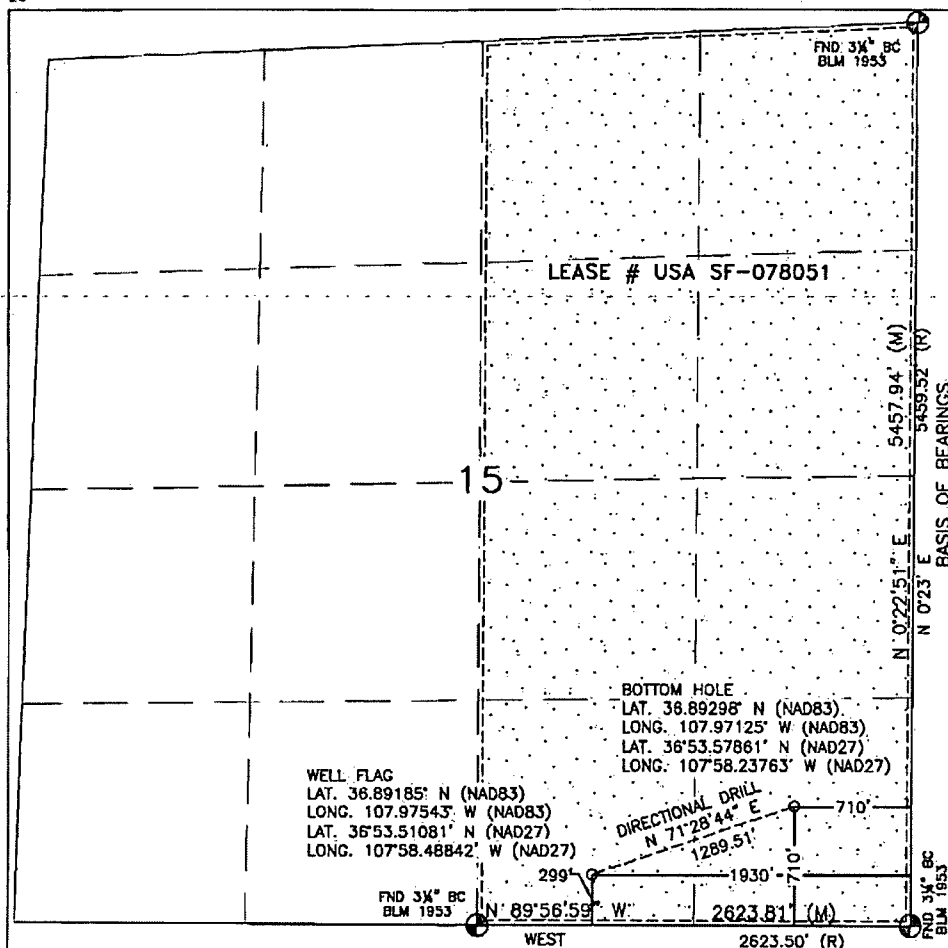 FND 3¼" BC
BLM 1953
LEASE # USA SF-078051
5457.94' (M)
5459.52' (R)
15
N 0°22'51" E
N 0°23' E
BASIS OF BEARINGS
BOTTOM HOLE
LAT. 36.89298° N (NAD83)
LONG. 107.97125° W (NAD83)
LAT. 36°53.57861' N (NAD27)
LONG. 107°58.23763' W (NAD27)
WELL FLAG
LAT. 36.89185° N (NAD83)
LONG. 107.97543° W (NAD83)
LAT. 36°53.51081' N (NAD27)
LONG. 107°58.48842' W (NAD27)
DIRECTIONAL DRILL
N 71°28'44" E
1289.51'
710'
710'
299'
1930'
FND 3¼" BC
BLM 1953
N 89°56'59" W
2623.81' (M)
WEST
2623.50' (R)
FND 3¼" BC
BLM 1953